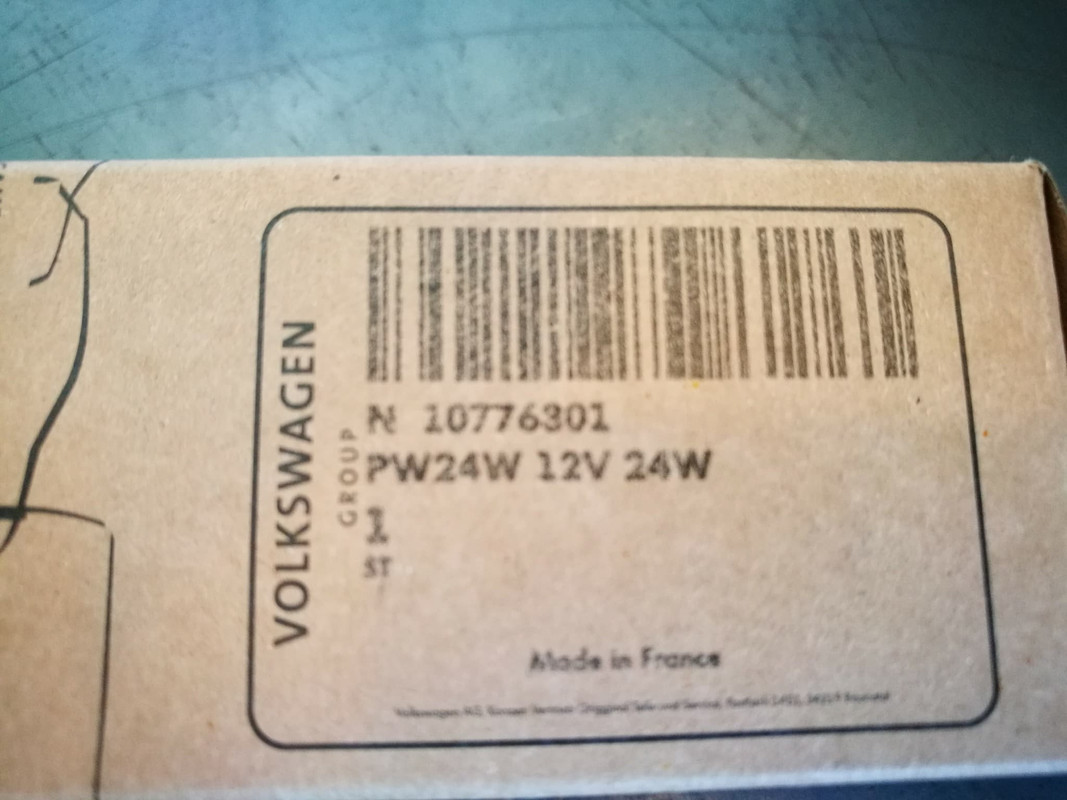 VOLKSWAGEN
GROUP
N 10776301
PW24W 12V 24W
1
ST
Made in France